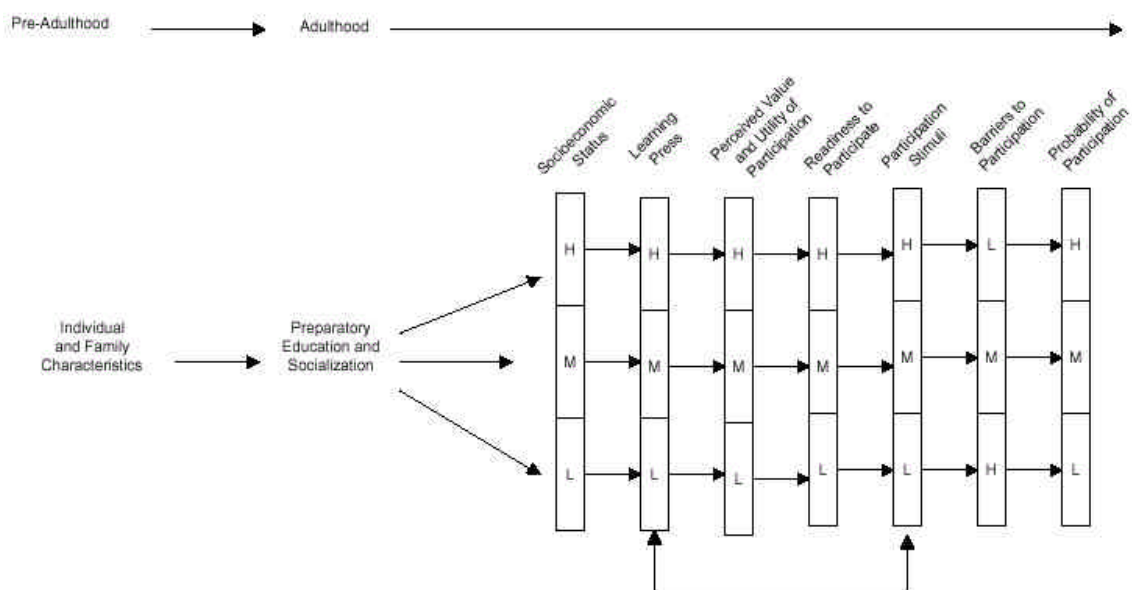 Pre-Adulthood
Adulthood
Socioeconomic
Status
Learning
Press
Perceived Value
and Utility of
Participation
Readiness to
Participate
Participation
Stimuli
Barriers to
Participation
Probability of
Participation
H H H H H L H
Individual
and Family
Characteristics
Preparatory
Education and
Socialization
M M M M M M M
L L L L L H L